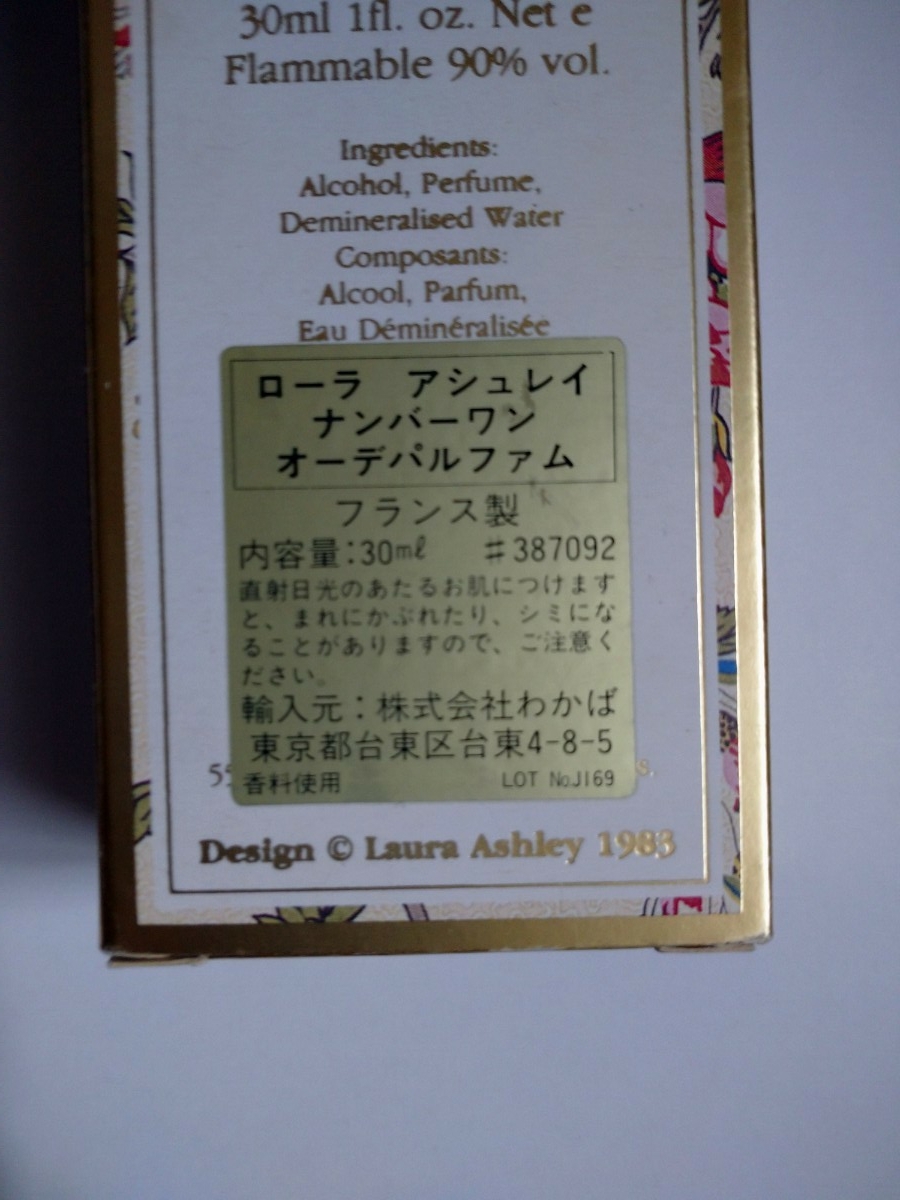 30ml 1fl. oz. Net e
Flammable 90% vol.
Ingredients:
Alcohol, Perfume,
Demineralised Water
Composants:
Alcool, Parfum,
Eau Déminéralisée
ローラ　アシュレイ
ナンバーワン
オーデパルファム
フランス製
内容量:30ml ♯387092
直射日光のあたるお肌につけます
と、まれにかぶれたり、シミにな
ることがありますので、ご注意く
ださい。
輸入元：株式会社わかば
東京都台東区台東4-8-5
香料使用 LOT No.J169
Design © Laura Ashley 1983